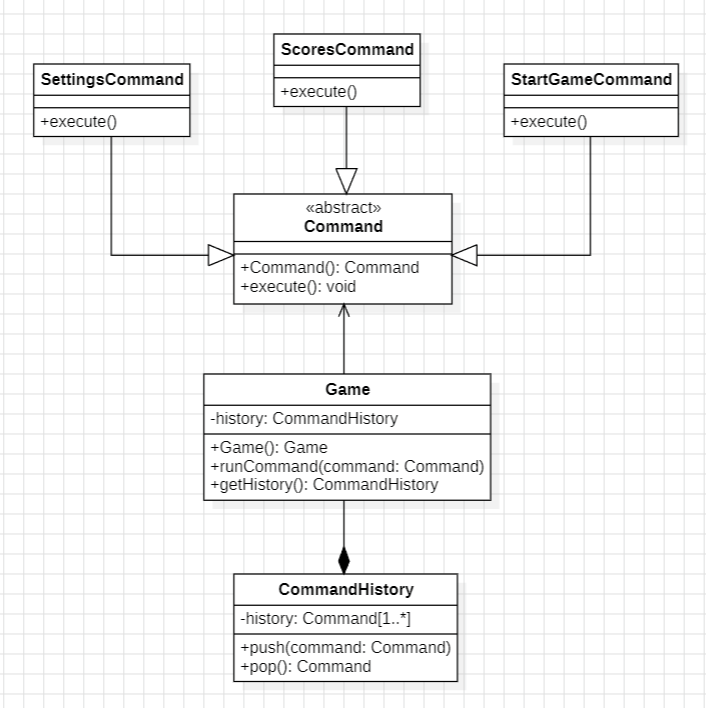 ScoresCommand
+execute()
SettingsCommand
+execute()
StartGameCommand
+execute()
«abstract»
Command
+Command(): Command
+execute(): void
Game
-history: CommandHistory
+Game(): Game
+runCommand(command: Command)
+getHistory(): CommandHistory
CommandHistory
-history: Command[1..*]
+push(command: Command)
+pop(): Command